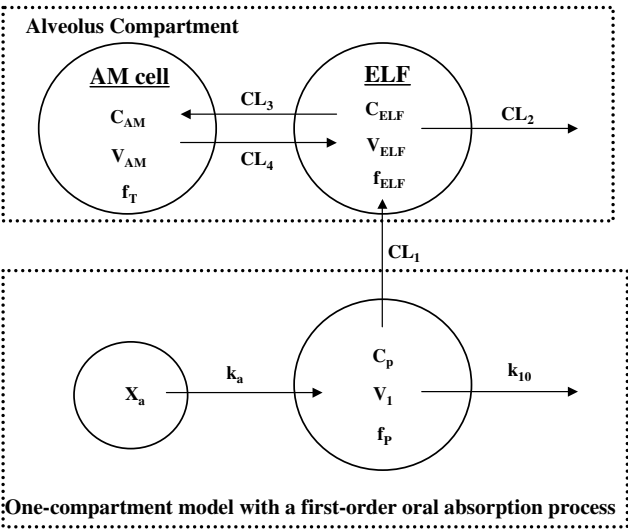 Alveolus Compartment
AM cell
C_AM
V_AM
f_T
CL_3
CL_4
ELF
C_ELF
V_ELF
f_ELF
CL_2
CL_1
X_a
k_a
C_p
V_1
f_P
k_10
One-compartment model with a first-order oral absorption process